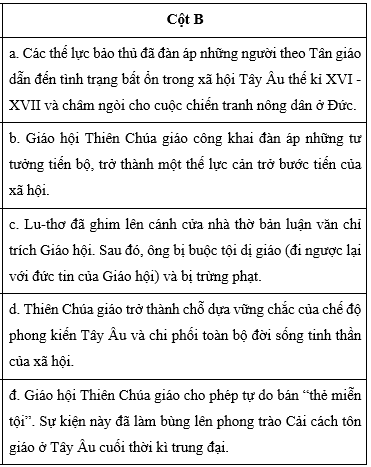 Cột B
a. Các thế lực bảo thủ đã đàn áp những người theo Tân giáo
dẫn đến tình trạng bất ổn trong xã hội Tây Âu thế kỉ XVI -
XVII và châm ngòi cho cuộc chiến tranh nông dân ở Đức.
b. Giáo hội Thiên Chúa giáo công khai đàn áp những tư
tưởng tiến bộ, trở thành một thế lực cản trở bước tiến của
xã hội.
c. Lu-thơ đã ghim lên cánh cửa nhà thờ bản luận văn chỉ
trích Giáo hội. Sau đó, ông bị buộc tội dị giáo (đi ngược lại
với đức tin của Giáo hội) và bị trừng phạt.
d. Thiên Chúa giáo trở thành chỗ dựa vững chắc của chế độ
phong kiến Tây Âu và chi phối toàn bộ đời sống tinh thần
của xã hội.
đ. Giáo hội Thiên Chúa giáo cho phép tự do bán “thẻ miễn
tội”. Sự kiện này đã làm bùng lên phong trào Cải cách tôn
giáo ở Tây Âu cuối thời kì trung đại.